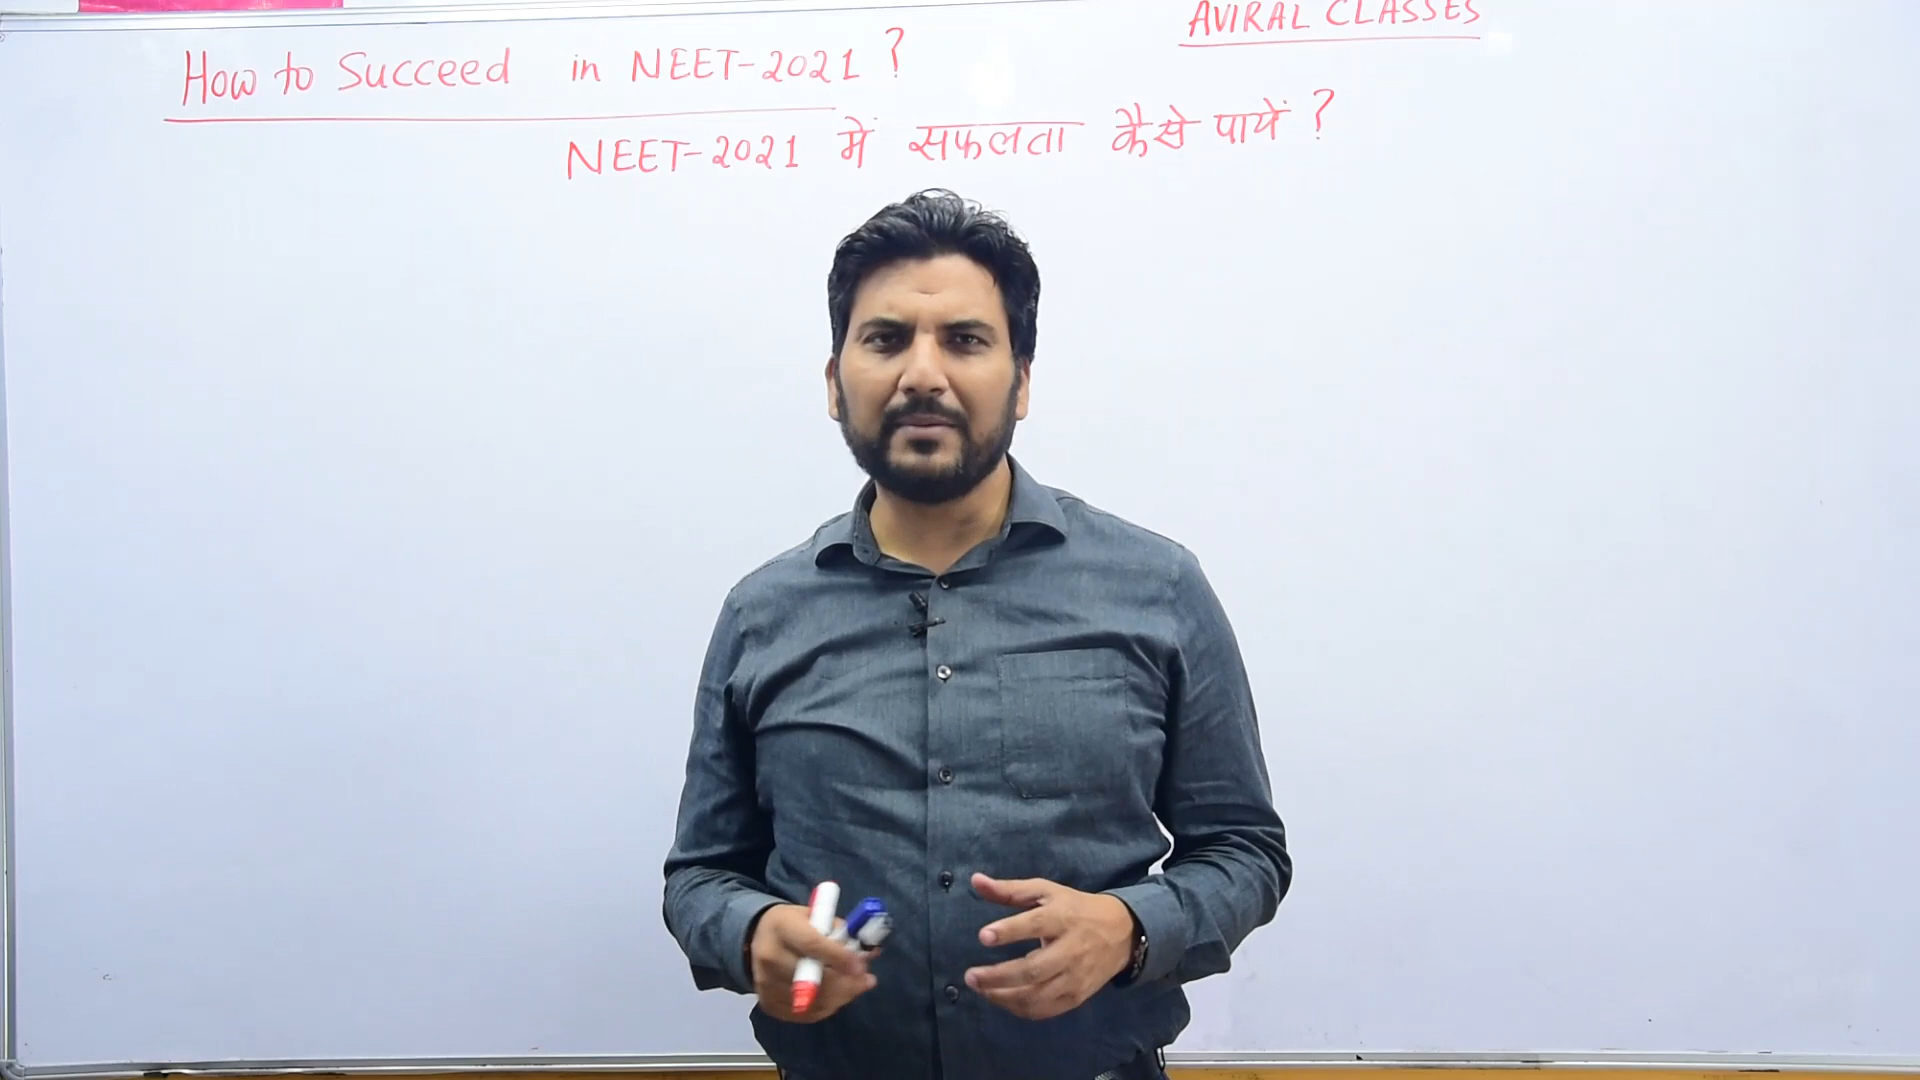 AVIRAL CLASSES
How to Succeed in NEET-2021 ?
NEET-2021 में सफलता कैसे पायें ?